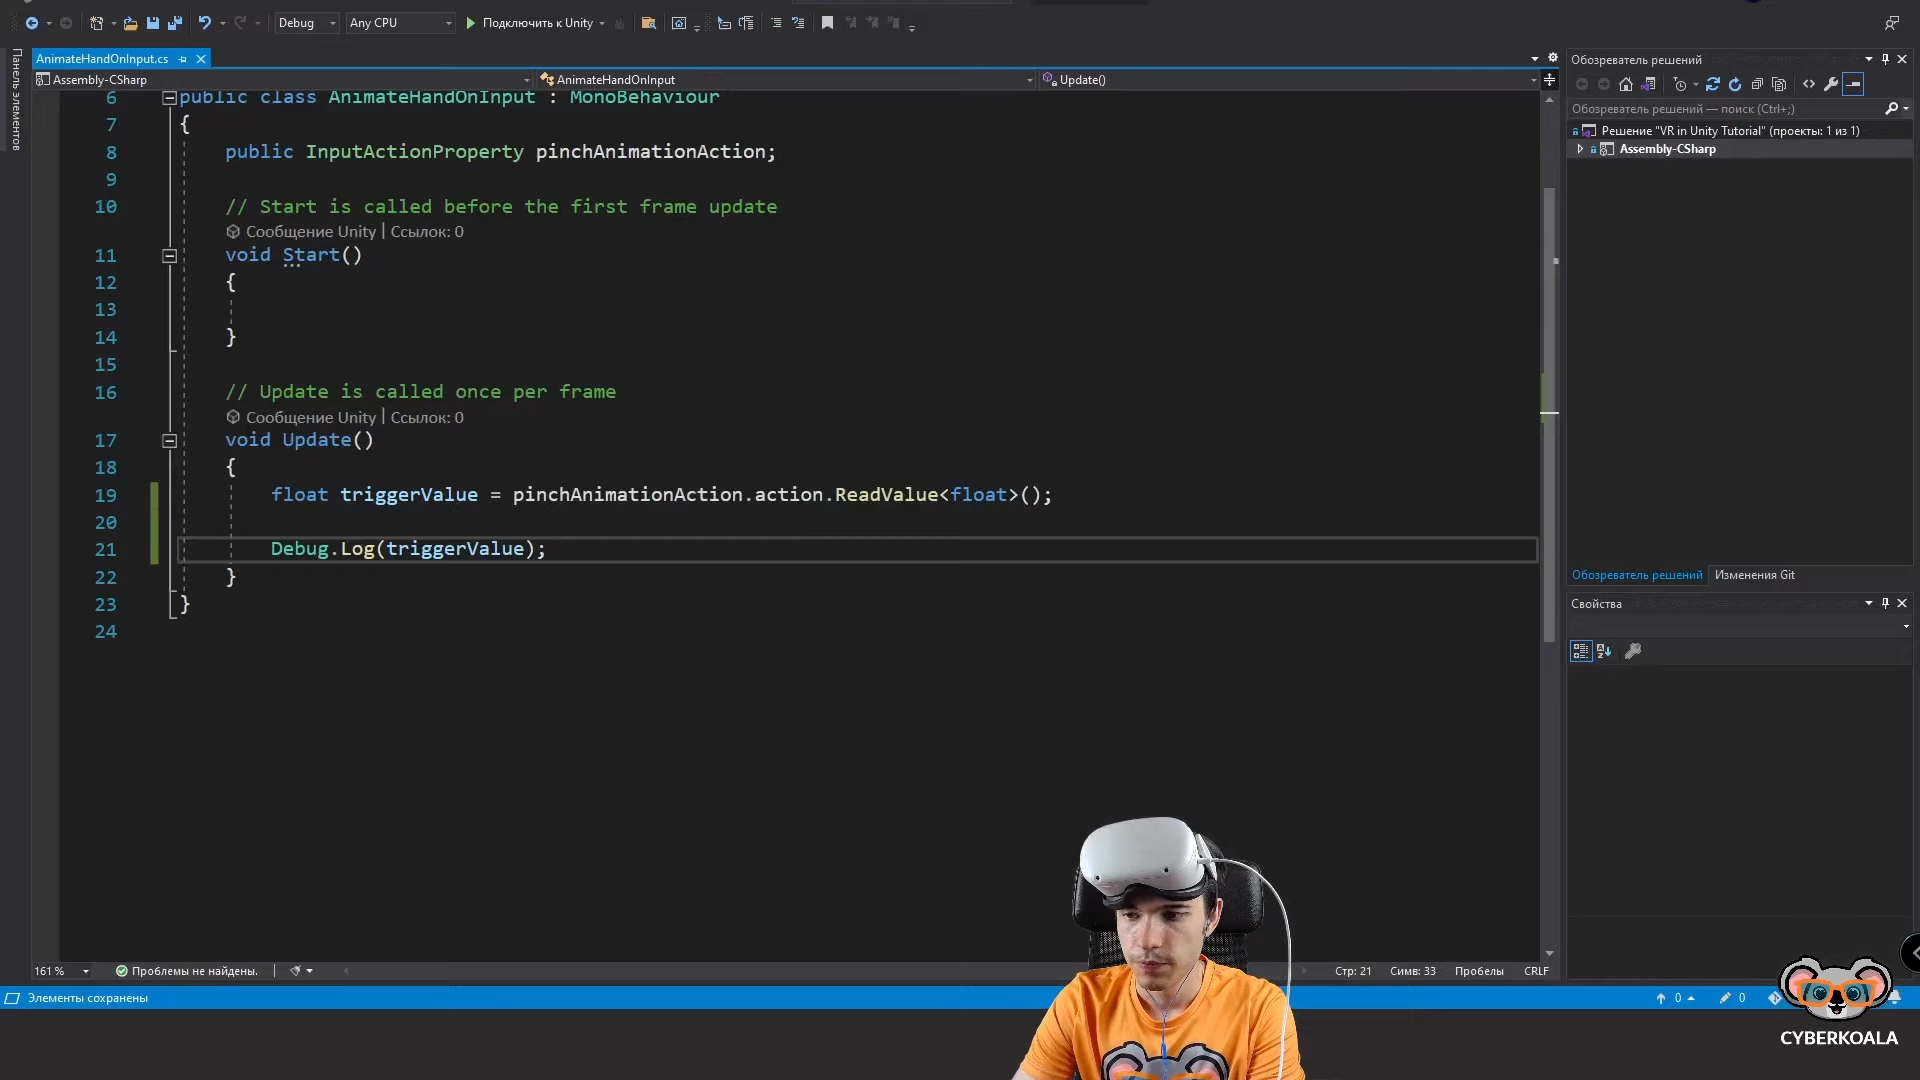 Debug
Any CPU
Подключить к Unity
AnimateHandOnInput.cs
Assembly-CSharp
AnimateHandOnInput
Update()
Панель элементов
6 public class AnimateHandOnInput : MonoBehaviour
7 {
8 public InputActionProperty pinchAnimationAction;
9
10 // Start is called before the first frame update
Сообщение Unity | Ссылок: 0
11 void Start()
12 {
13
14 }
15
16 // Update is called once per frame
Сообщение Unity | Ссылок: 0
17 void Update()
18 {
19 float triggerValue = pinchAnimationAction.action.ReadValue<float>();
20
21 Debug.Log(triggerValue);
22 }
23 }
24
161 %
Проблемы не найдены.
Стр: 21
Симв: 33
Пробелы
CRLF
Элементы сохранены
Обозреватель решений
Обозреватель решений — поиск (Ctrl+;)
Решение "VR in Unity Tutorial" (проекты: 1 из 1)
Assembly-CSharp
Обозреватель решений
Изменения Git
Свойства
0
0
CYBERKOALA